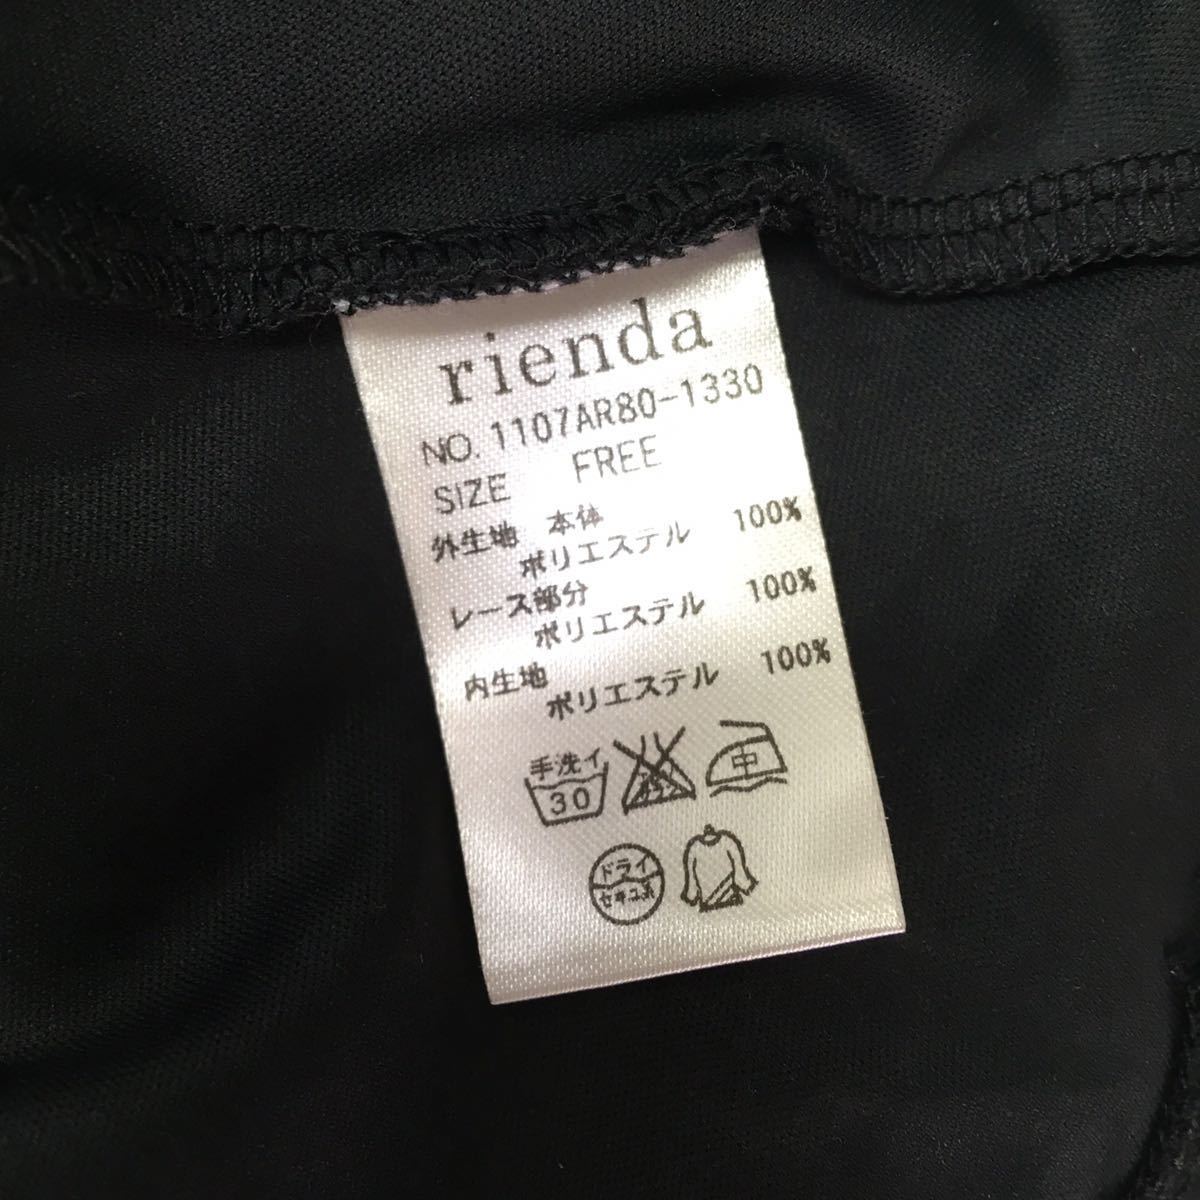 rienda
NO. 1107AR80-1330
SIZE FREE
外生地 本体
ポリエステル 100%
レース部分
ポリエステル 100%
内生地
ポリエステル 100%
手洗イ
30
中
ドライ
セキユ系